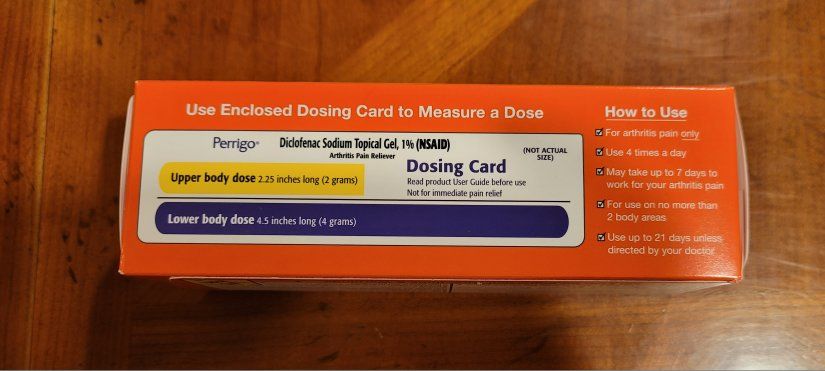 Use Enclosed Dosing Card to Measure a Dose
Perrigo®
Diclofenac Sodium Topical Gel, 1% (NSAID)
Arthritis Pain Reliever
(NOT ACTUAL
SIZE)
Dosing Card
Read product User Guide before use
Not for immediate pain relief
Upper body dose 2.25 inches long (2 grams)
Lower body dose 4.5 inches long (4 grams)
How to Use
For arthritis pain only
Use 4 times a day
May take up to 7 days to
work for your arthritis pain
For use on no more than
2 body areas
Use up to 21 days unless
directed by your doctor